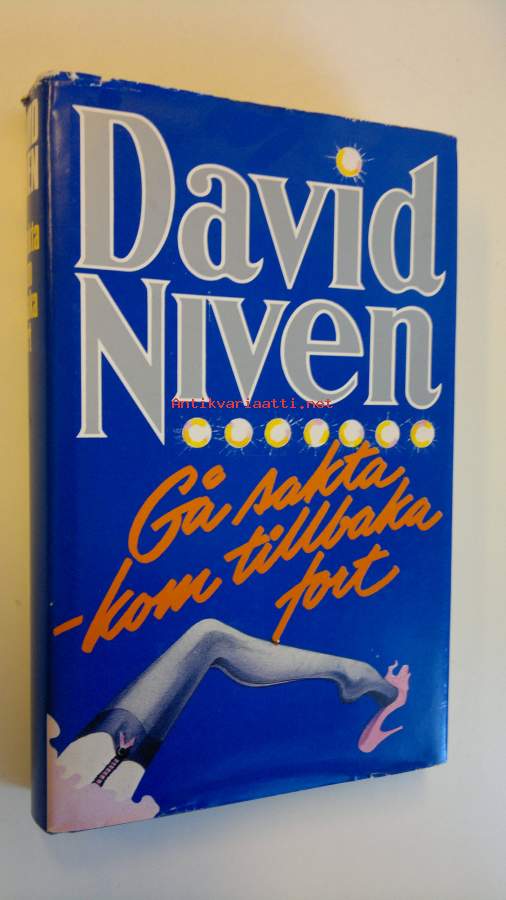 David
Niven
Antikvariaatti.net
Gå sakta
-kom tillbaka
fort